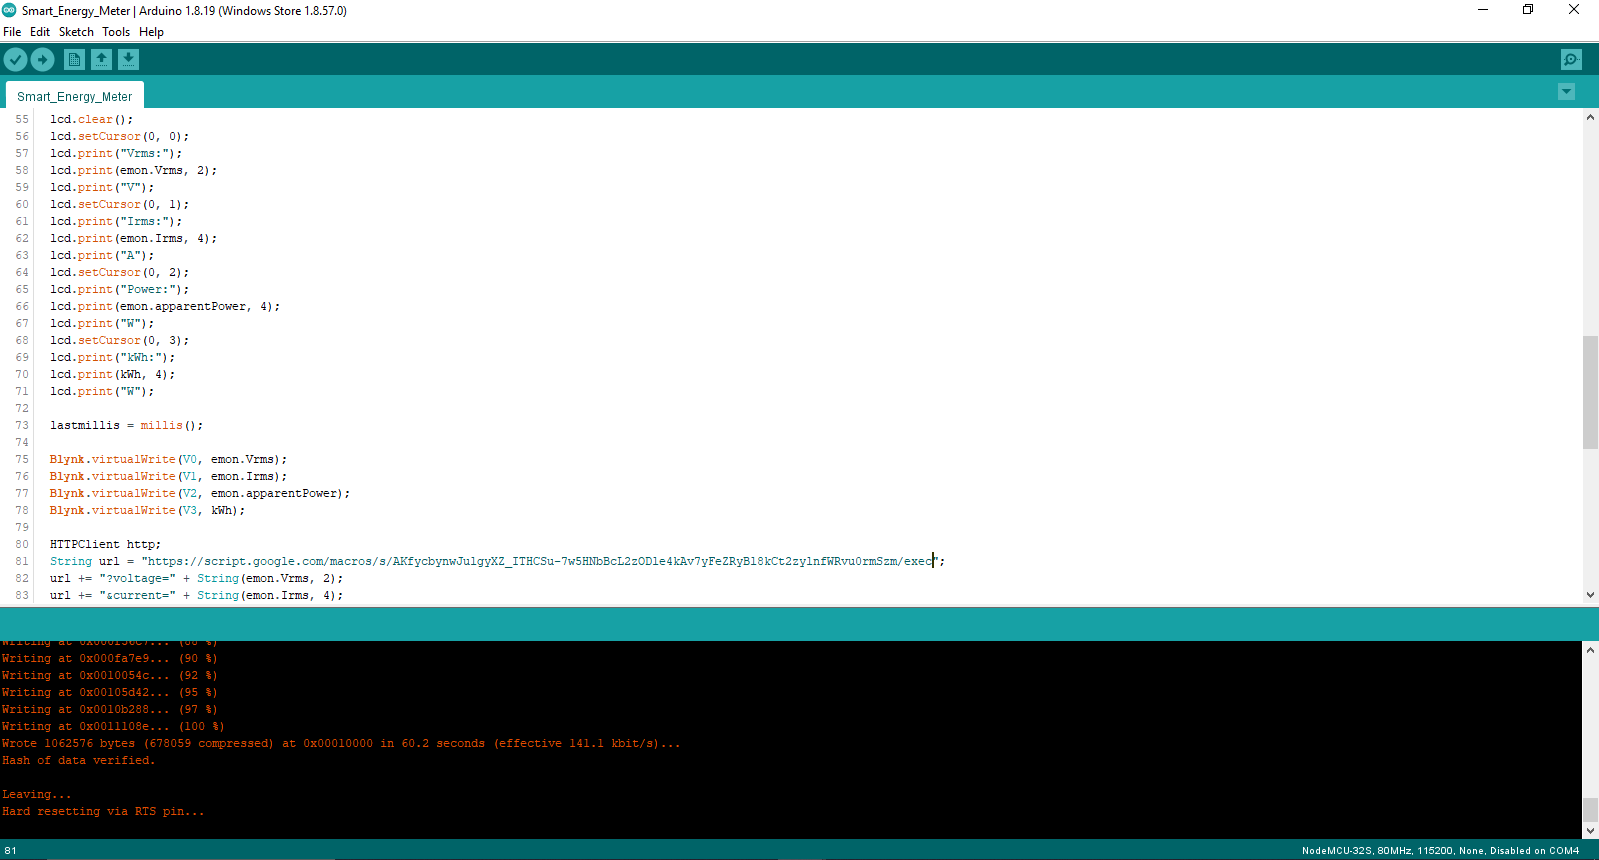 Smart_Energy_Meter | Arduino 1.8.19 (Windows Store 1.8.57.0)
File Edit Sketch Tools Help
Smart_Energy_Meter
55 lcd.clear();
56 lcd.setCursor(0, 0);
57 lcd.print("Vrms:");
58 lcd.print(emon.Vrms, 2);
59 lcd.print("V");
60 lcd.setCursor(0, 1);
61 lcd.print("Irms:");
62 lcd.print(emon.Irms, 4);
63 lcd.print("A");
64 lcd.setCursor(0, 2);
65 lcd.print("Power:");
66 lcd.print(emon.apparentPower, 4);
67 lcd.print("W");
68 lcd.setCursor(0, 3);
69 lcd.print("kWh:");
70 lcd.print(kWh, 4);
71 lcd.print("W");
72
73 lastmillis = millis();
74
75 Blynk.virtualWrite(V0, emon.Vrms);
76 Blynk.virtualWrite(V1, emon.Irms);
77 Blynk.virtualWrite(V2, emon.apparentPower);
78 Blynk.virtualWrite(V3, kWh);
79
80 HTTPClient http;
81 String url = "https://script.google.com/macros/s/AKfycbynwJulgyXZ_ITHCSu-7w5HNbBcL2zODle4kAv7yFeZRyBl8kCt2zylnfWRvu0rmSzm/exec";
82 url += "?voltage=" + String(emon.Vrms, 2);
83 url += "&current=" + String(emon.Irms, 4);
Writing at 0x000fa7e9... (90 %)
Writing at 0x0010054c... (92 %)
Writing at 0x00105d42... (95 %)
Writing at 0x0010b288... (97 %)
Writing at 0x0011108e... (100 %)
Wrote 1062576 bytes (678059 compressed) at 0x00010000 in 60.2 seconds (effective 141.1 kbit/s)...
Hash of data verified.
Leaving...
Hard resetting via RTS pin...
81 NodeMCU-32S, 80MHz, 115200, None, Disabled on COM4